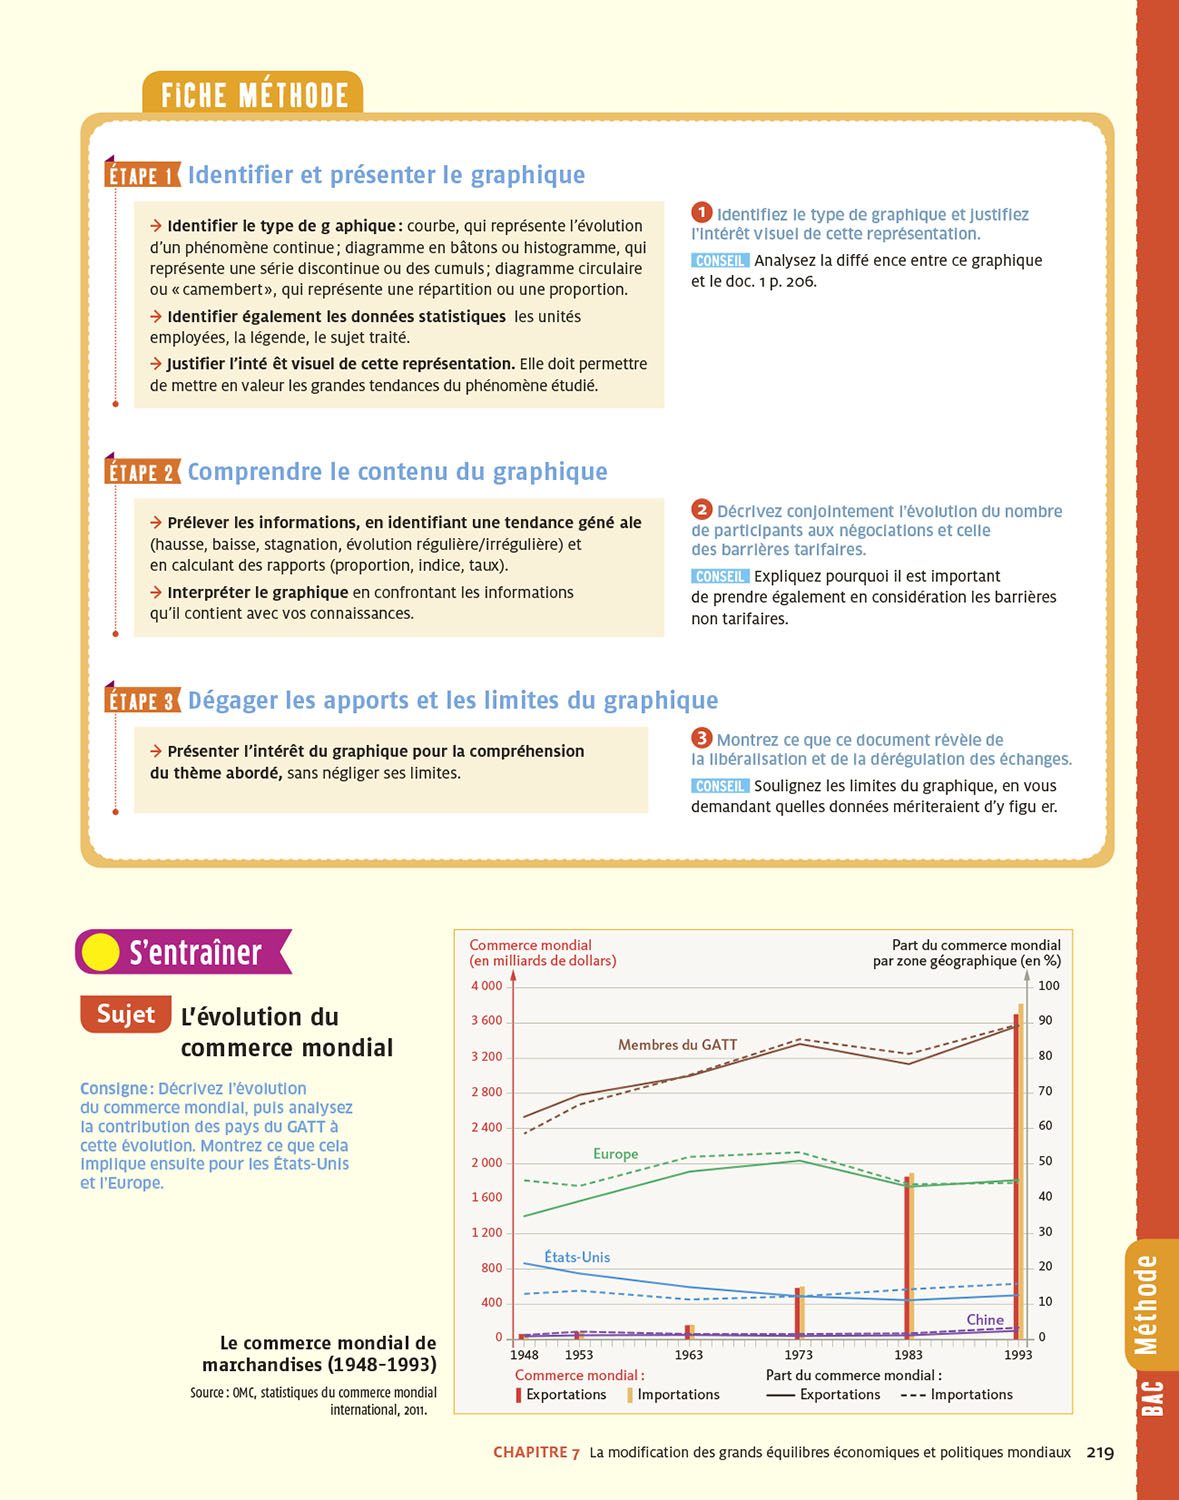 FICHE MÉTHODE
ÉTAPE 1 Identifier et présenter le graphique
→ Identifier le type de g aphique : courbe, qui représente l'évolution
d'un phénomène continue ; diagramme en bâtons ou histogramme, qui
représente une série discontinue ou des cumuls ; diagramme circulaire
ou « camembert », qui représente une répartition ou une proportion.
→ Identifier également les données statistiques les unités
employées, la légende, le sujet traité.
→ Justifier l'inté êt visuel de cette représentation. Elle doit permettre
de mettre en valeur les grandes tendances du phénomène étudié.
1 Identifiez le type de graphique et justifiez
l'intérêt visuel de cette représentation.
CONSEIL Analysez la diffé ence entre ce graphique
et le doc. 1 p. 206.
ÉTAPE 2 Comprendre le contenu du graphique
→ Prélever les informations, en identifiant une tendance géné ale
(hausse, baisse, stagnation, évolution régulière/irrégulière) et
en calculant des rapports (proportion, indice, taux).
→ Interpréter le graphique en confrontant les informations
qu'il contient avec vos connaissances.
2 Décrivez conjointement l'évolution du nombre
de participants aux négociations et celle
des barrières tarifaires.
CONSEIL Expliquez pourquoi il est important
de prendre également en considération les barrières
non tarifaires.
ÉTAPE 3 Dégager les apports et les limites du graphique
→ Présenter l'intérêt du graphique pour la compréhension
du thème abordé, sans négliger ses limites.
3 Montrez ce que ce document révèle de
la libéralisation et de la dérégulation des échanges.
CONSEIL Soulignez les limites du graphique, en vous
demandant quelles données mériteraient d'y figu er.
S'entraîner
Sujet L'évolution du
commerce mondial
Consigne : Décrivez l'évolution
du commerce mondial, puis analysez
la contribution des pays du GATT à
cette évolution. Montrez ce que cela
implique ensuite pour les États-Unis
et l'Europe.
Le commerce mondial de
marchandises (1948-1993)
Source : OMC, statistiques du commerce mondial
international, 2011.
Commerce mondial
(en milliards de dollars)
Part du commerce mondial
par zone géographique (en %)
4 000 100
3 600 90
3 200 80
2 800 70
2 400 60
2 000 50
1 600 40
1 200 30
800 20
400 10
0 0
Membres du GATT
Europe
États-Unis
Chine
1948 1953 1963 1973 1983 1993
Commerce mondial : Part du commerce mondial :
Exportations Importations Exportations Importations
Méthode
BAC
CHAPITRE 7 La modification des grands équilibres économiques et politiques mondiaux 219